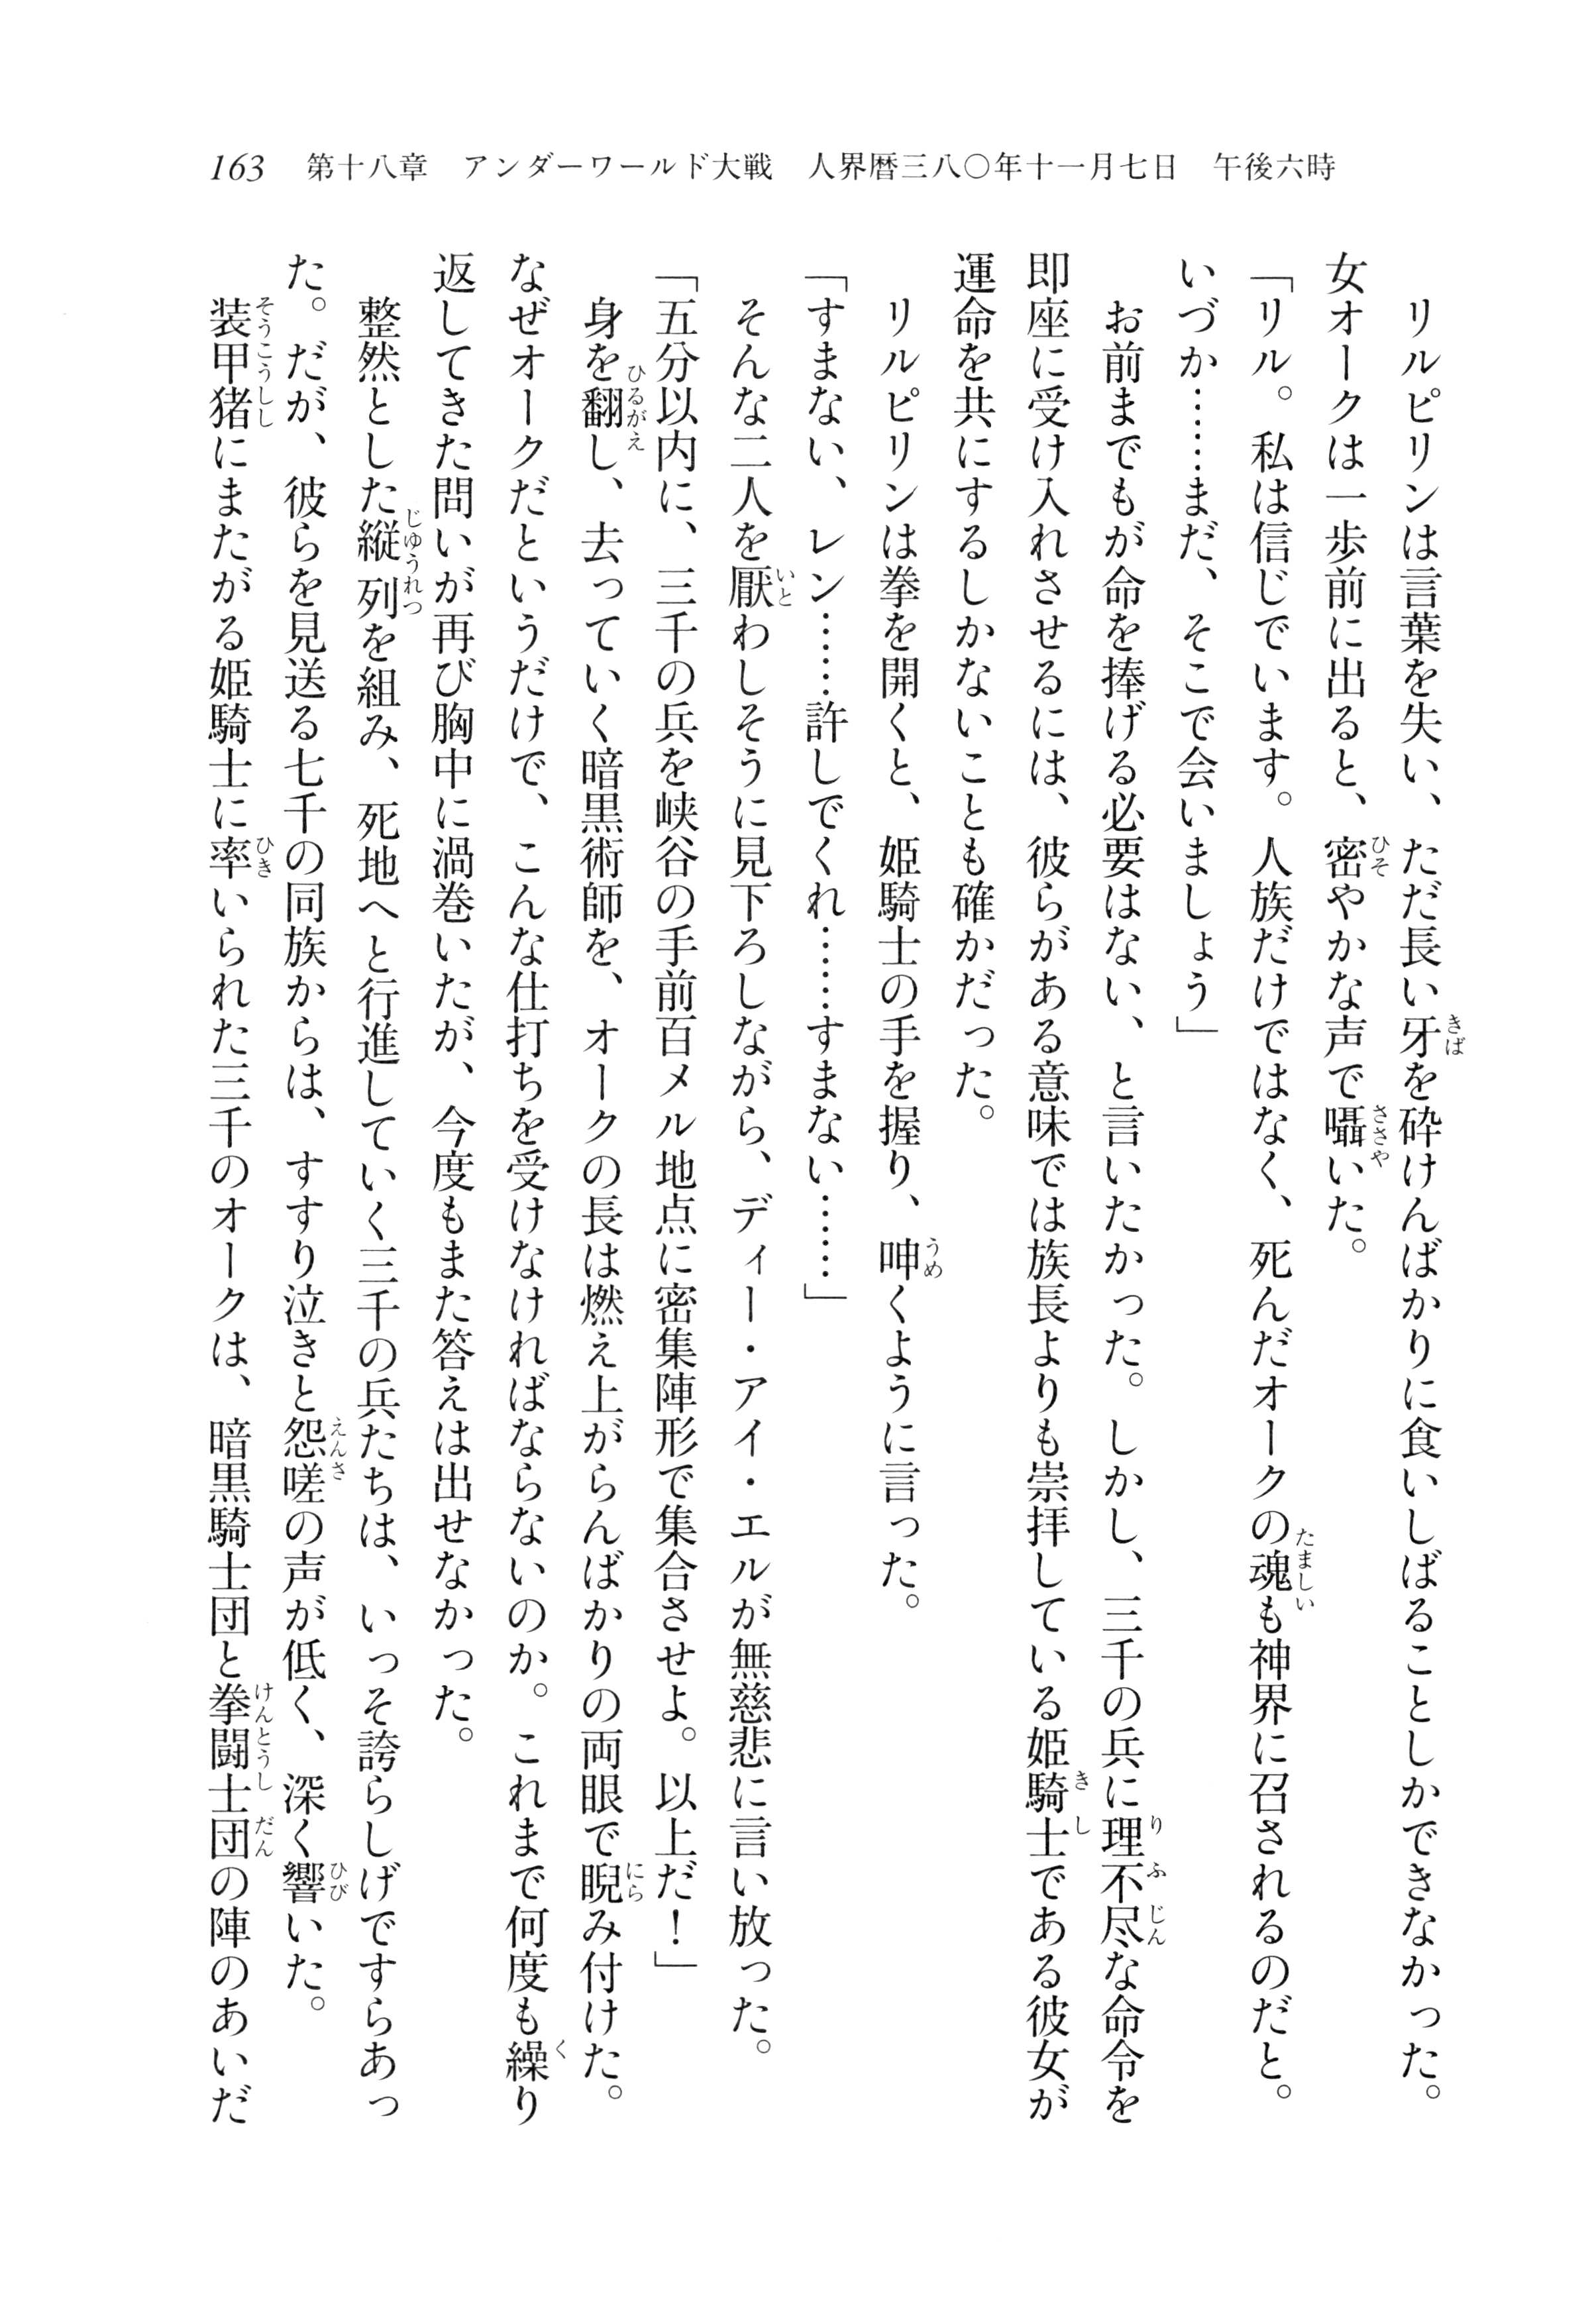 163 第十八章 アンダーワールド大戦 人界暦三八〇年十一月七日 午後六時
リルピリンは言葉を失い、ただ長い牙を砕けんばかりに食いしばることしかできなかった。
女オークは一歩前に出ると、密やかな声で囁いた。
「リル。私は信じでいます。人族だけではなく、死んだオークの魂も神界に召されるのだと。
いづか……まだ、そこで会いましょう」
お前までもが命を捧げる必要はない、と言いたかった。しかし、三千の兵に理不尽な命令を
即座に受け入れさせるには、彼らがある意味では族長よりも崇拝している姫騎士である彼女が
運命を共にするしかないことも確かだった。
リルピリンは拳を開くと、姫騎士の手を握り、呻くように言った。
「すまない、レン……許しでくれ……すまない……」
そんな二人を厭わしそうに見下ろしながら、ディー・アイ・エルが無慈悲に言い放った。
「五分以内に、三千の兵を峡谷の手前百メル地点に密集陣形で集合させよ。以上だ！」
身を翻し、去っていく暗黒術師を、オークの長は燃え上がらんばかりの両眼で睨み付けた。
なぜオークだというだけで、こんな仕打ちを受けなければならないのか。これまで何度も繰り
返してきた問いが再び胸中に渦巻いたが、今度もまた答えは出せなかった。
整然とした縦列を組み、死地へと行進していく三千の兵たちは、いっそ誇らしげですらあっ
た。だが、彼らを見送る七千の同族からは、すすり泣きと怨嗟の声が低く、深く響いた。
装甲猪にまたがる姫騎士に率いられた三千のオークは、暗黒騎士団と拳闘士団の陣のあいだ